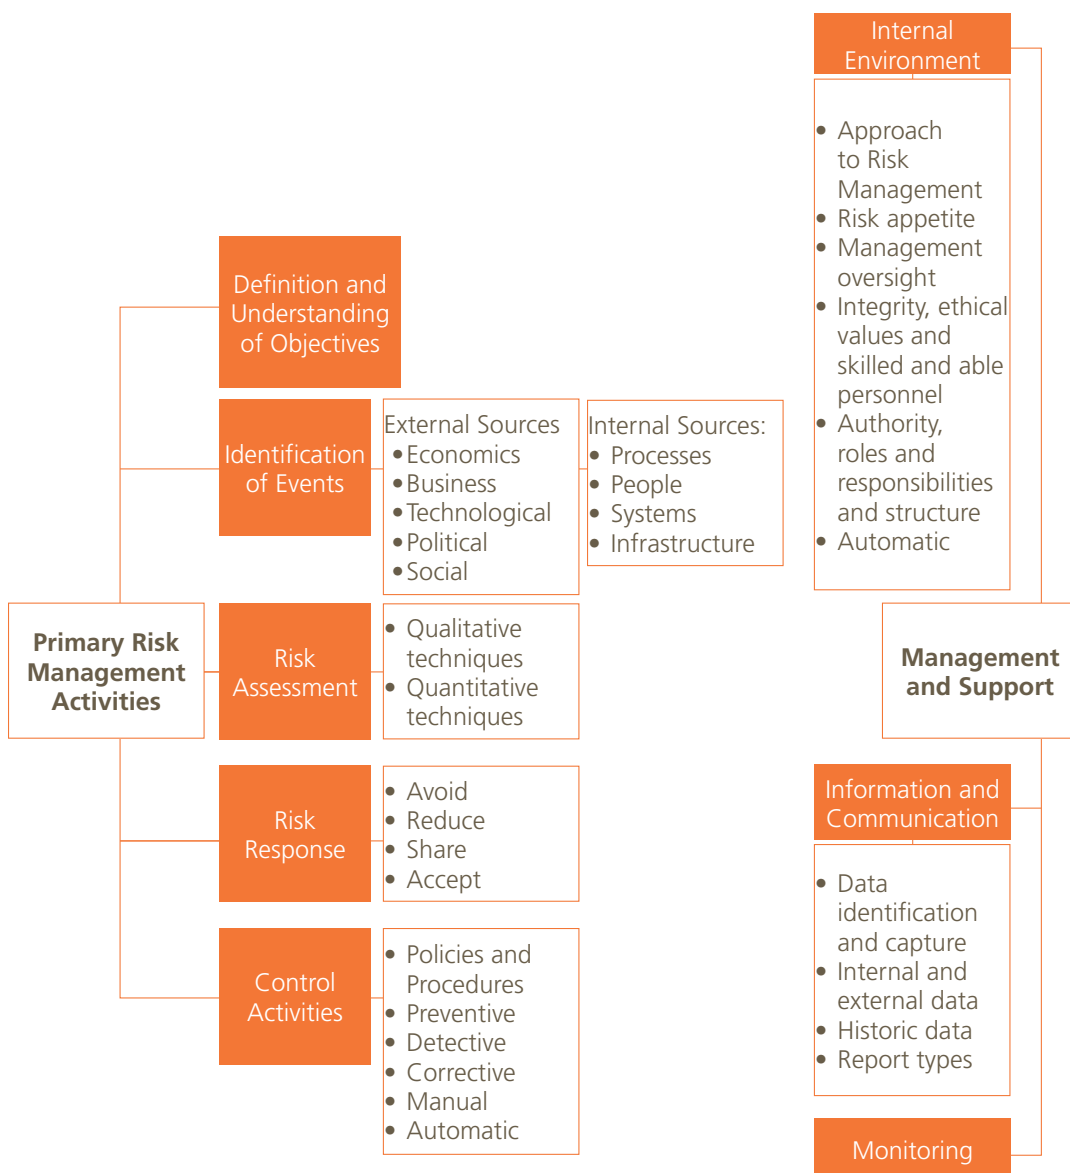 Primary Risk
Management
Activities
Definition and
Understanding
of Objectives
Identification
of Events
External Sources
• Economics
• Business
• Technological
• Political
• Social
Internal Sources:
• Processes
• People
• Systems
• Infrastructure
Risk
Assessment
• Qualitative
techniques
• Quantitative
techniques
Risk
Response
• Avoid
• Reduce
• Share
• Accept
Control
Activities
• Policies and
Procedures
• Preventive
• Detective
• Corrective
• Manual
• Automatic
Management
and Support
Internal
Environment
• Approach
to Risk
Management
• Risk appetite
• Management
oversight
• Integrity, ethical
values and
skilled and able
personnel
• Authority,
roles and
responsibilities
and structure
• Automatic
Information and
Communication
• Data
identification
and capture
• Internal and
external data
• Historic data
• Report types
Monitoring